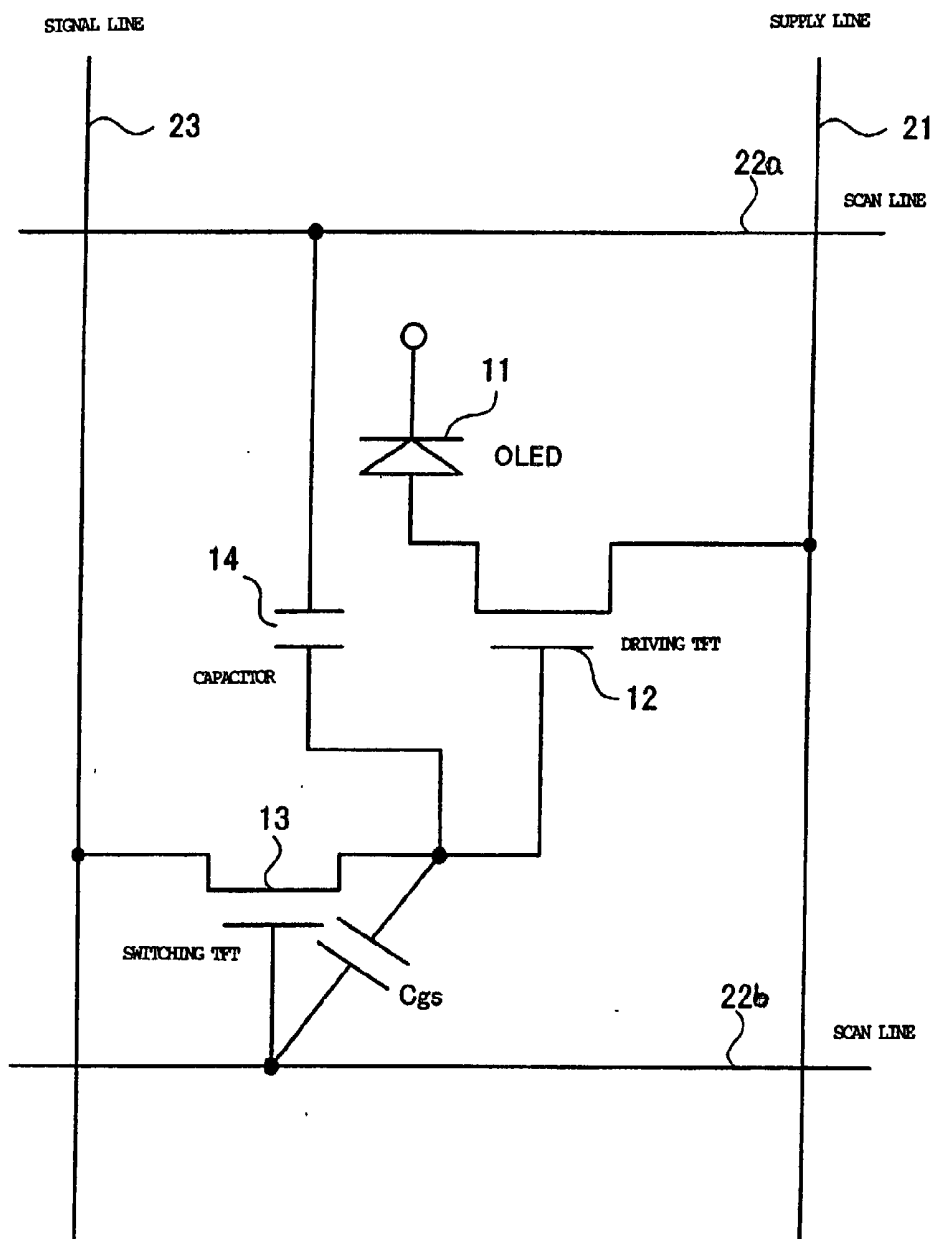 SIGNAL LINE
SUPPLY LINE
23
21
22a
SCAN LINE
11
OLED
14
CAPACITOR
DRIVING TFT
12
13
SWITCHING TFT
Cgs
22b
SCAN LINE